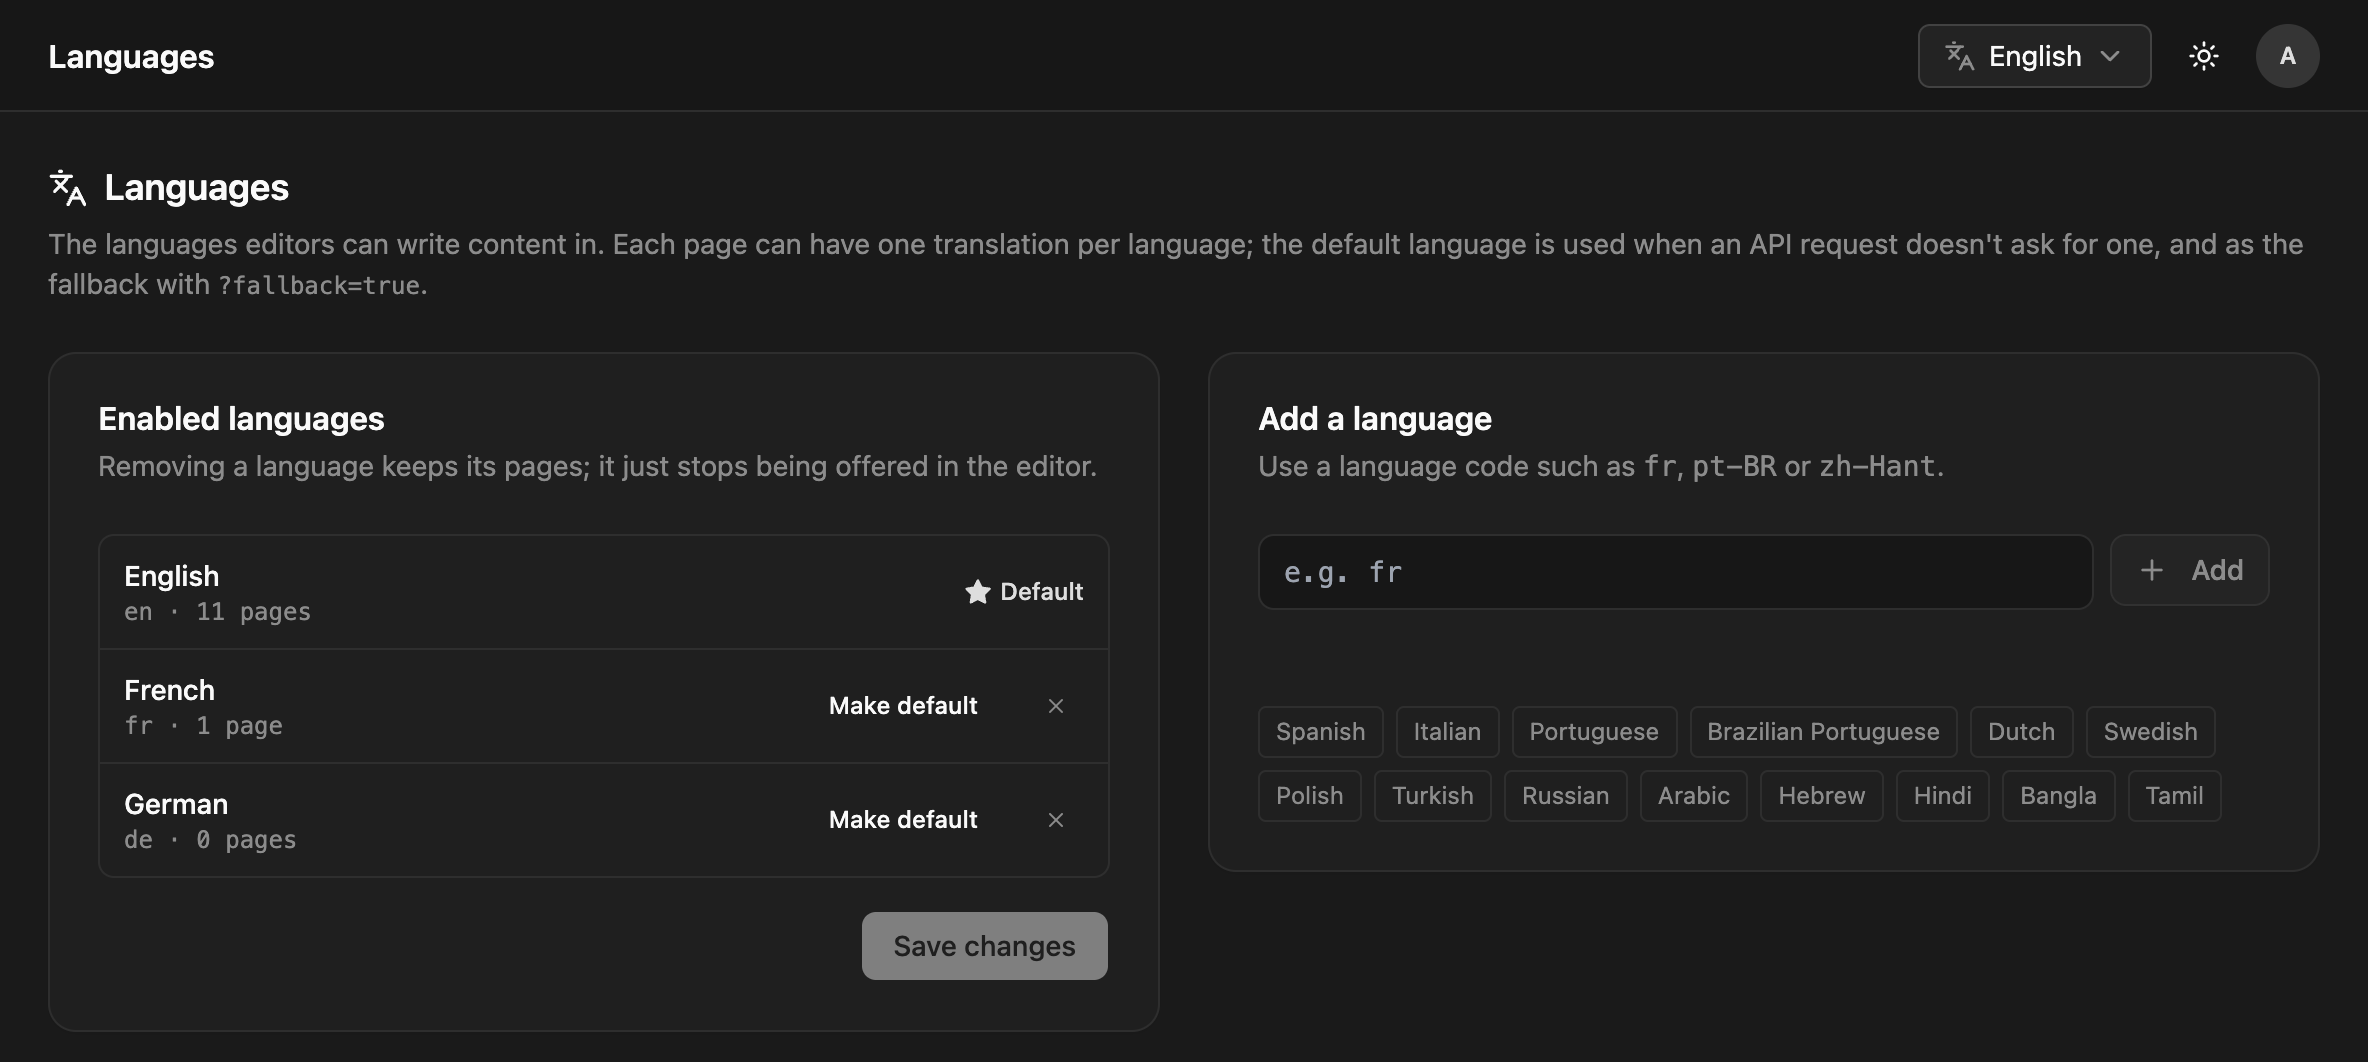 Languages
English
A
Languages
The languages editors can write content in. Each page can have one translation per language; the default language is used when an API request doesn't ask for one, and as the
fallback with ?fallback=true.
Enabled languages
Removing a language keeps its pages; it just stops being offered in the editor.
English
en · 11 pages
Default
French
fr · 1 page
Make default
German
de · 0 pages
Make default
Save changes
Add a language
Use a language code such as fr, pt-BR or zh-Hant.
e.g. fr
Add
Spanish Italian Portuguese Brazilian Portuguese Dutch Swedish
Polish Turkish Russian Arabic Hebrew Hindi Bangla Tamil